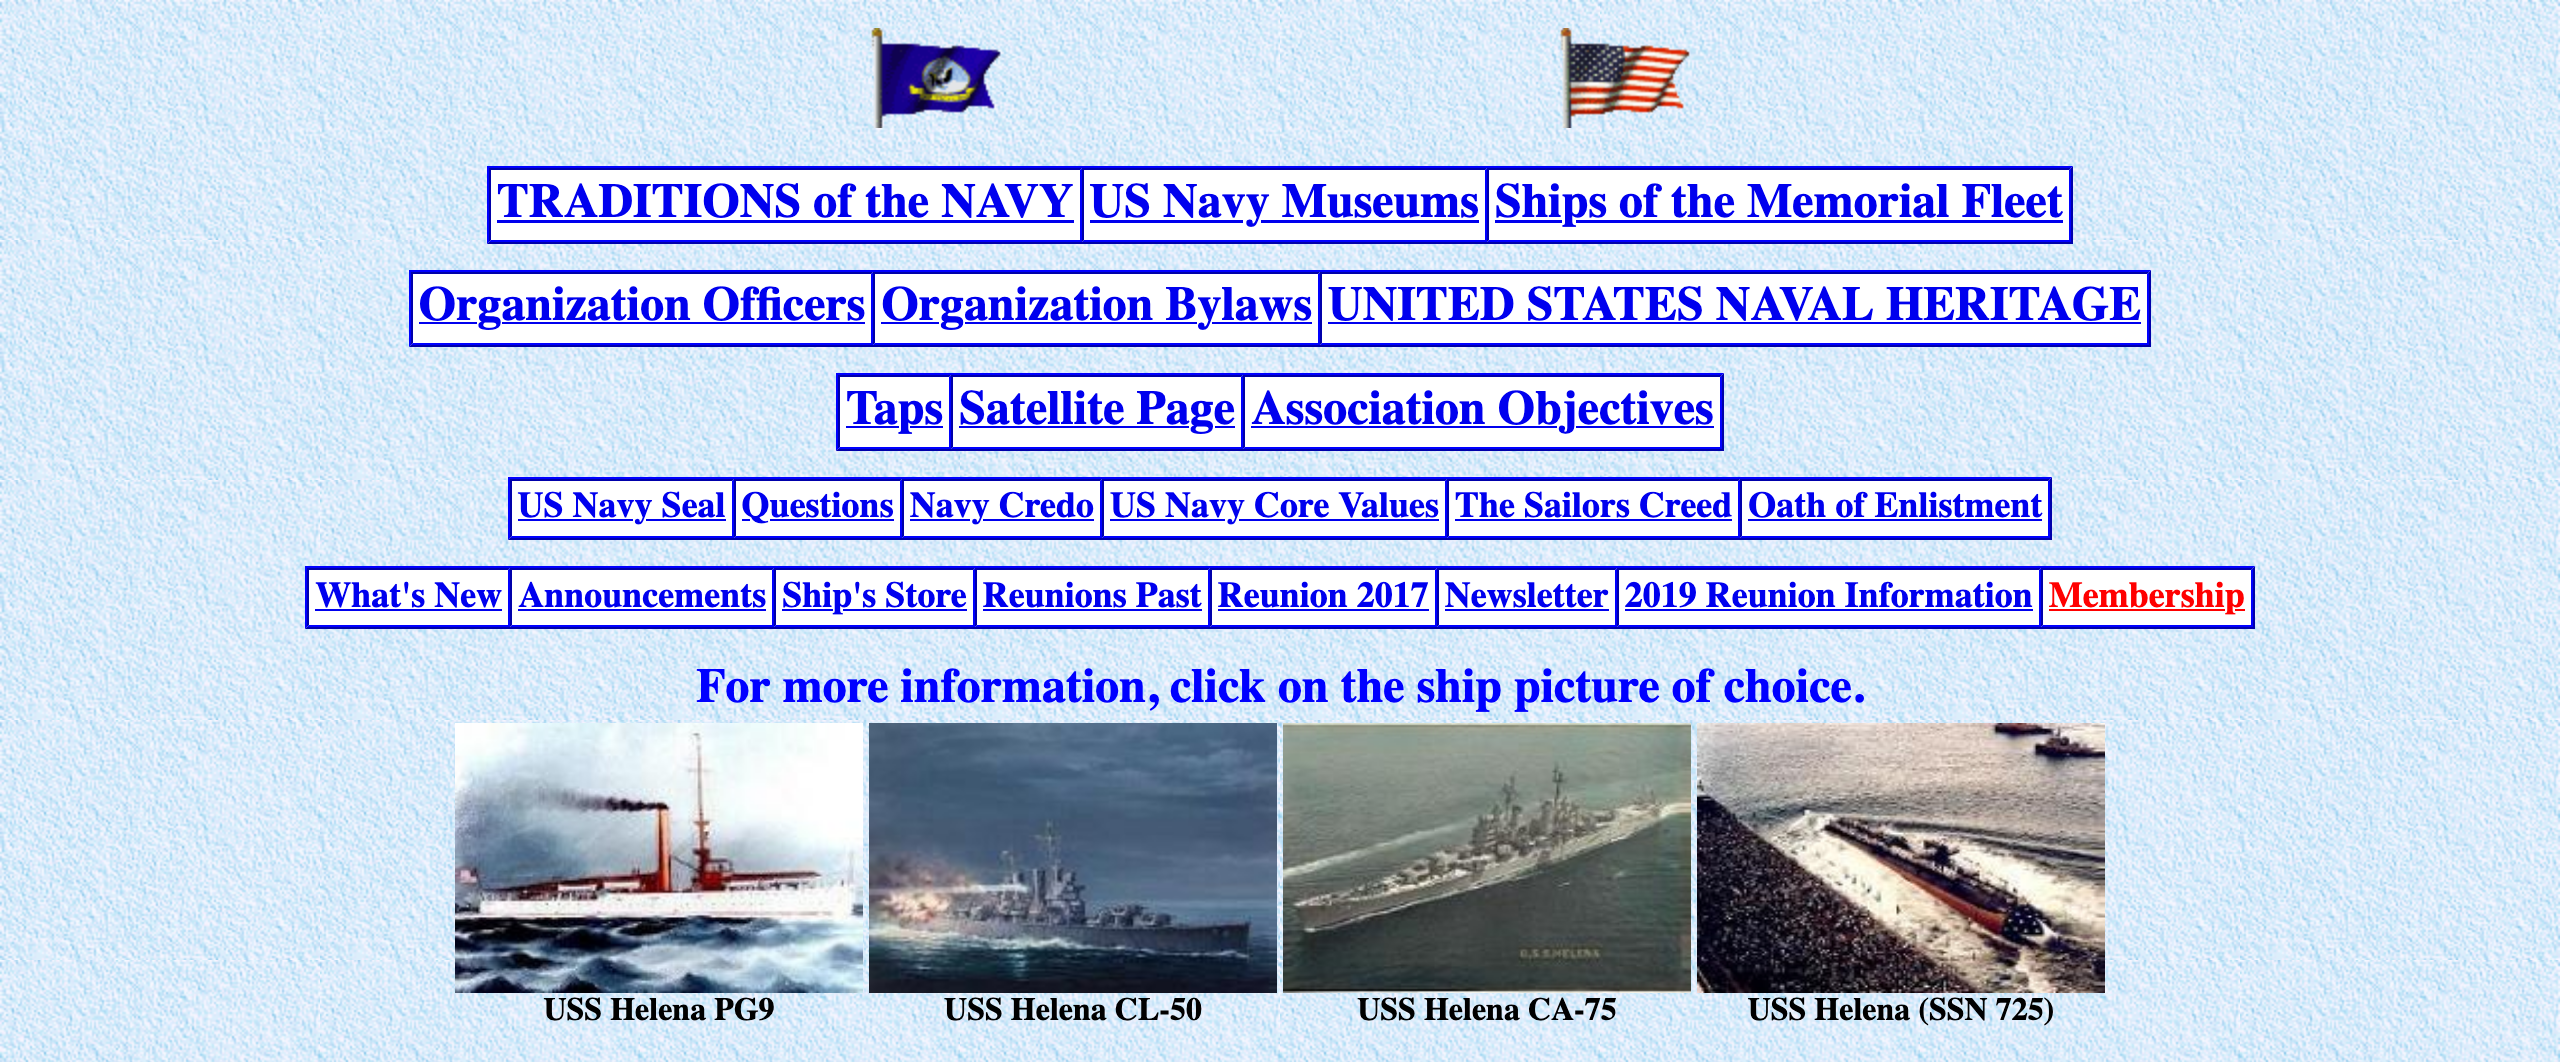 TRADITIONS of the NAVY US Navy Museums Ships of the Memorial Fleet
Organization Officers Organization Bylaws UNITED STATES NAVAL HERITAGE
Taps Satellite Page Association Objectives
US Navy Seal Questions Navy Credo US Navy Core Values The Sailors Creed Oath of Enlistment
What's New Announcements Ship's Store Reunions Past Reunion 2017 Newsletter 2019 Reunion Information Membership
For more information, click on the ship picture of choice.
U.S.S. HELENA
USS Helena PG9 USS Helena CL-50 USS Helena CA-75 USS Helena (SSN 725)